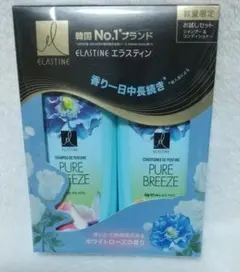 ELASTINE
韓国 No.1ブランド
ELASTINE エラスティン
数量限定
お試しセット
シャンプー &
コンディショナー
香り一日中長続き
ELASTINE
SHAMPOO DE PERFUME
PURE
BREEZE
ELASTINE
CONDITIONER DE PERFUME
PURE
BREEZE
ホワイトローズの香り